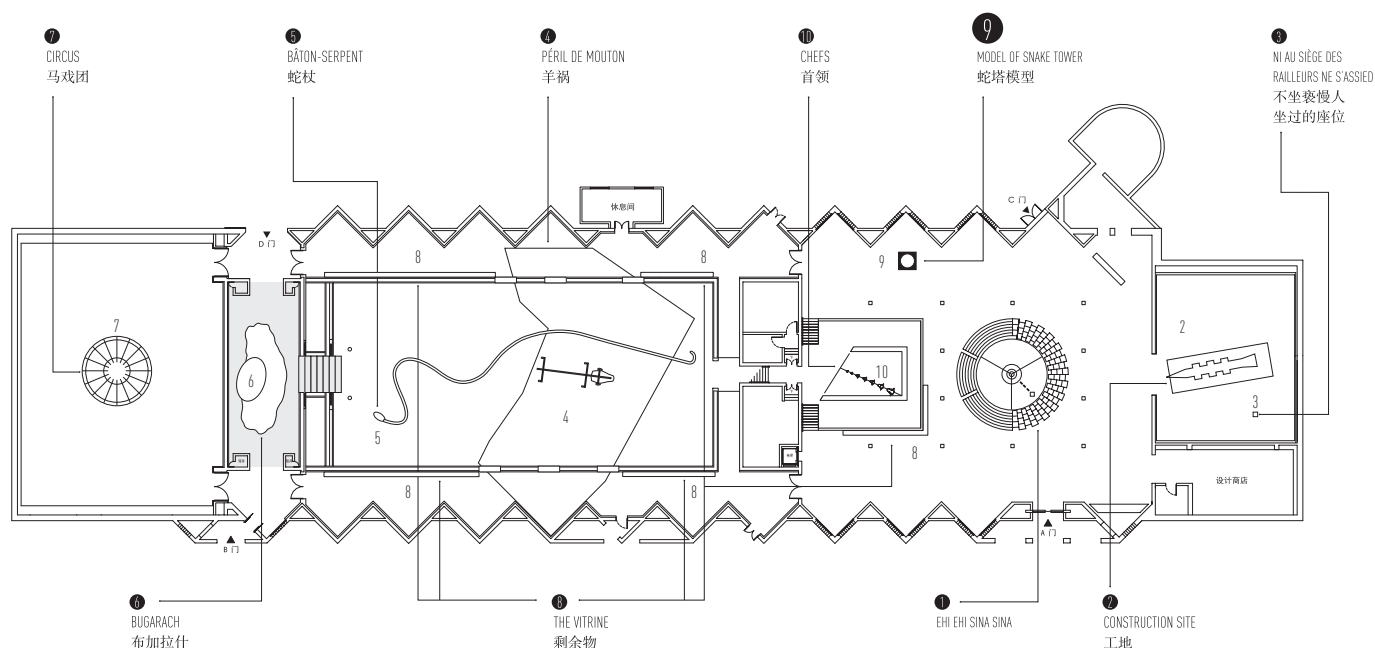 7
CIRCUS
马戏团
5
BÂTON-SERPENT
蛇杖
4
PÉRIL DE MOUTON
羊祸
10
CHEFS
首领
9
MODEL OF SNAKE TOWER
蛇塔模型
3
NI AU SIÈGE DES
RAILLEURS NE S'ASSIED
不坐亵慢人
坐过的座位
休息间
C 门
D 门
8
8
9
7
2
6
10
3
4
5
8
8
8
设计商店
B 门
A 门
6
BUGARACH
布加拉什
8
THE VITRINE
剩余物
1
EHI EHI SINA SINA
2
CONSTRUCTION SITE
工地